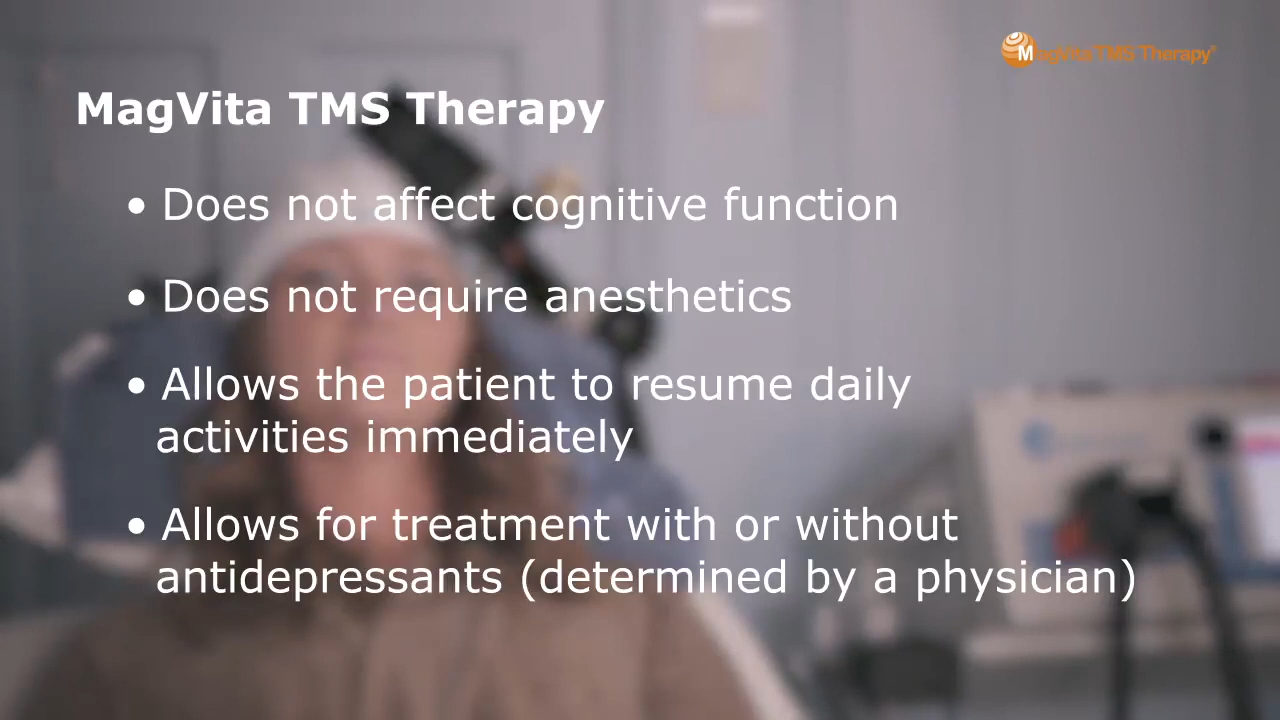 MagVita TMS Therapy®
MagVita TMS Therapy
• Does not affect cognitive function
• Does not require anesthetics
• Allows the patient to resume daily
activities immediately
• Allows for treatment with or without
antidepressants (determined by a physician)